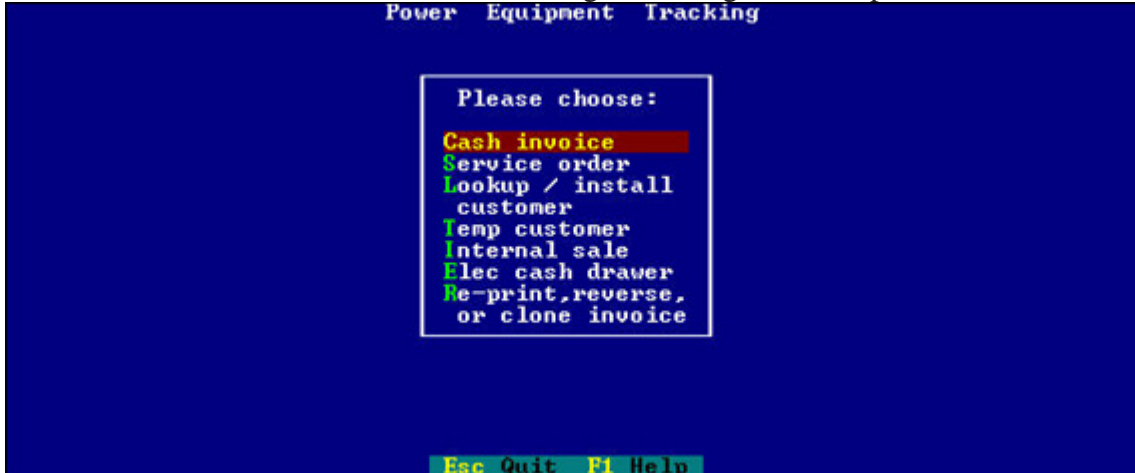 Power Equipment Tracking
Please choose:
Cash invoice
Service order
Lookup / install
customer
Temp customer
Internal sale
Elec cash drawer
Re-print,reverse,
or clone invoice
Esc Quit F1 Help